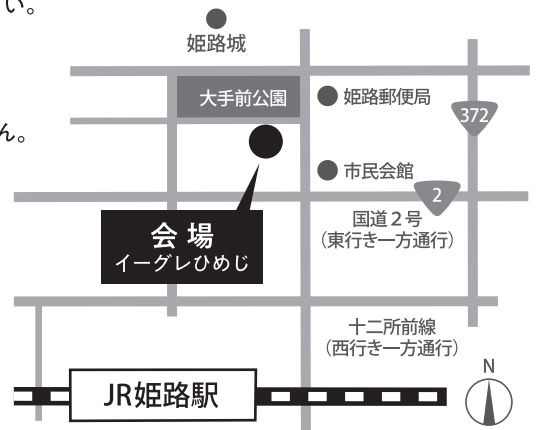 い。
姫路城
大手前公園
姫路郵便局
372
ん。
市民会館
2
会 場
イーグレひめじ
国道２号
（東行き一方通行）
十二所前線
（西行き一方通行）
JR姫路駅
N